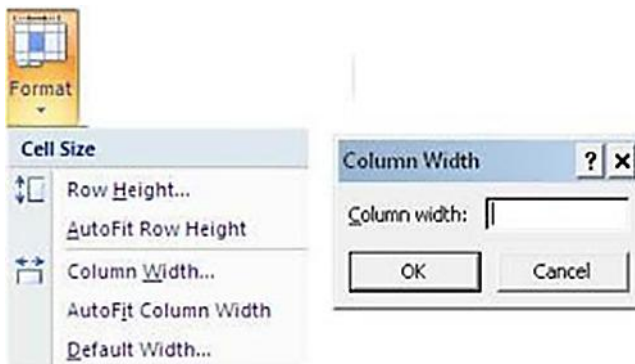 Format
Cell Size
Row Height...
AutoFit Row Height
Column Width...
AutoFit Column Width
Default Width...
Column Width ? x
Column width:
OK Cancel